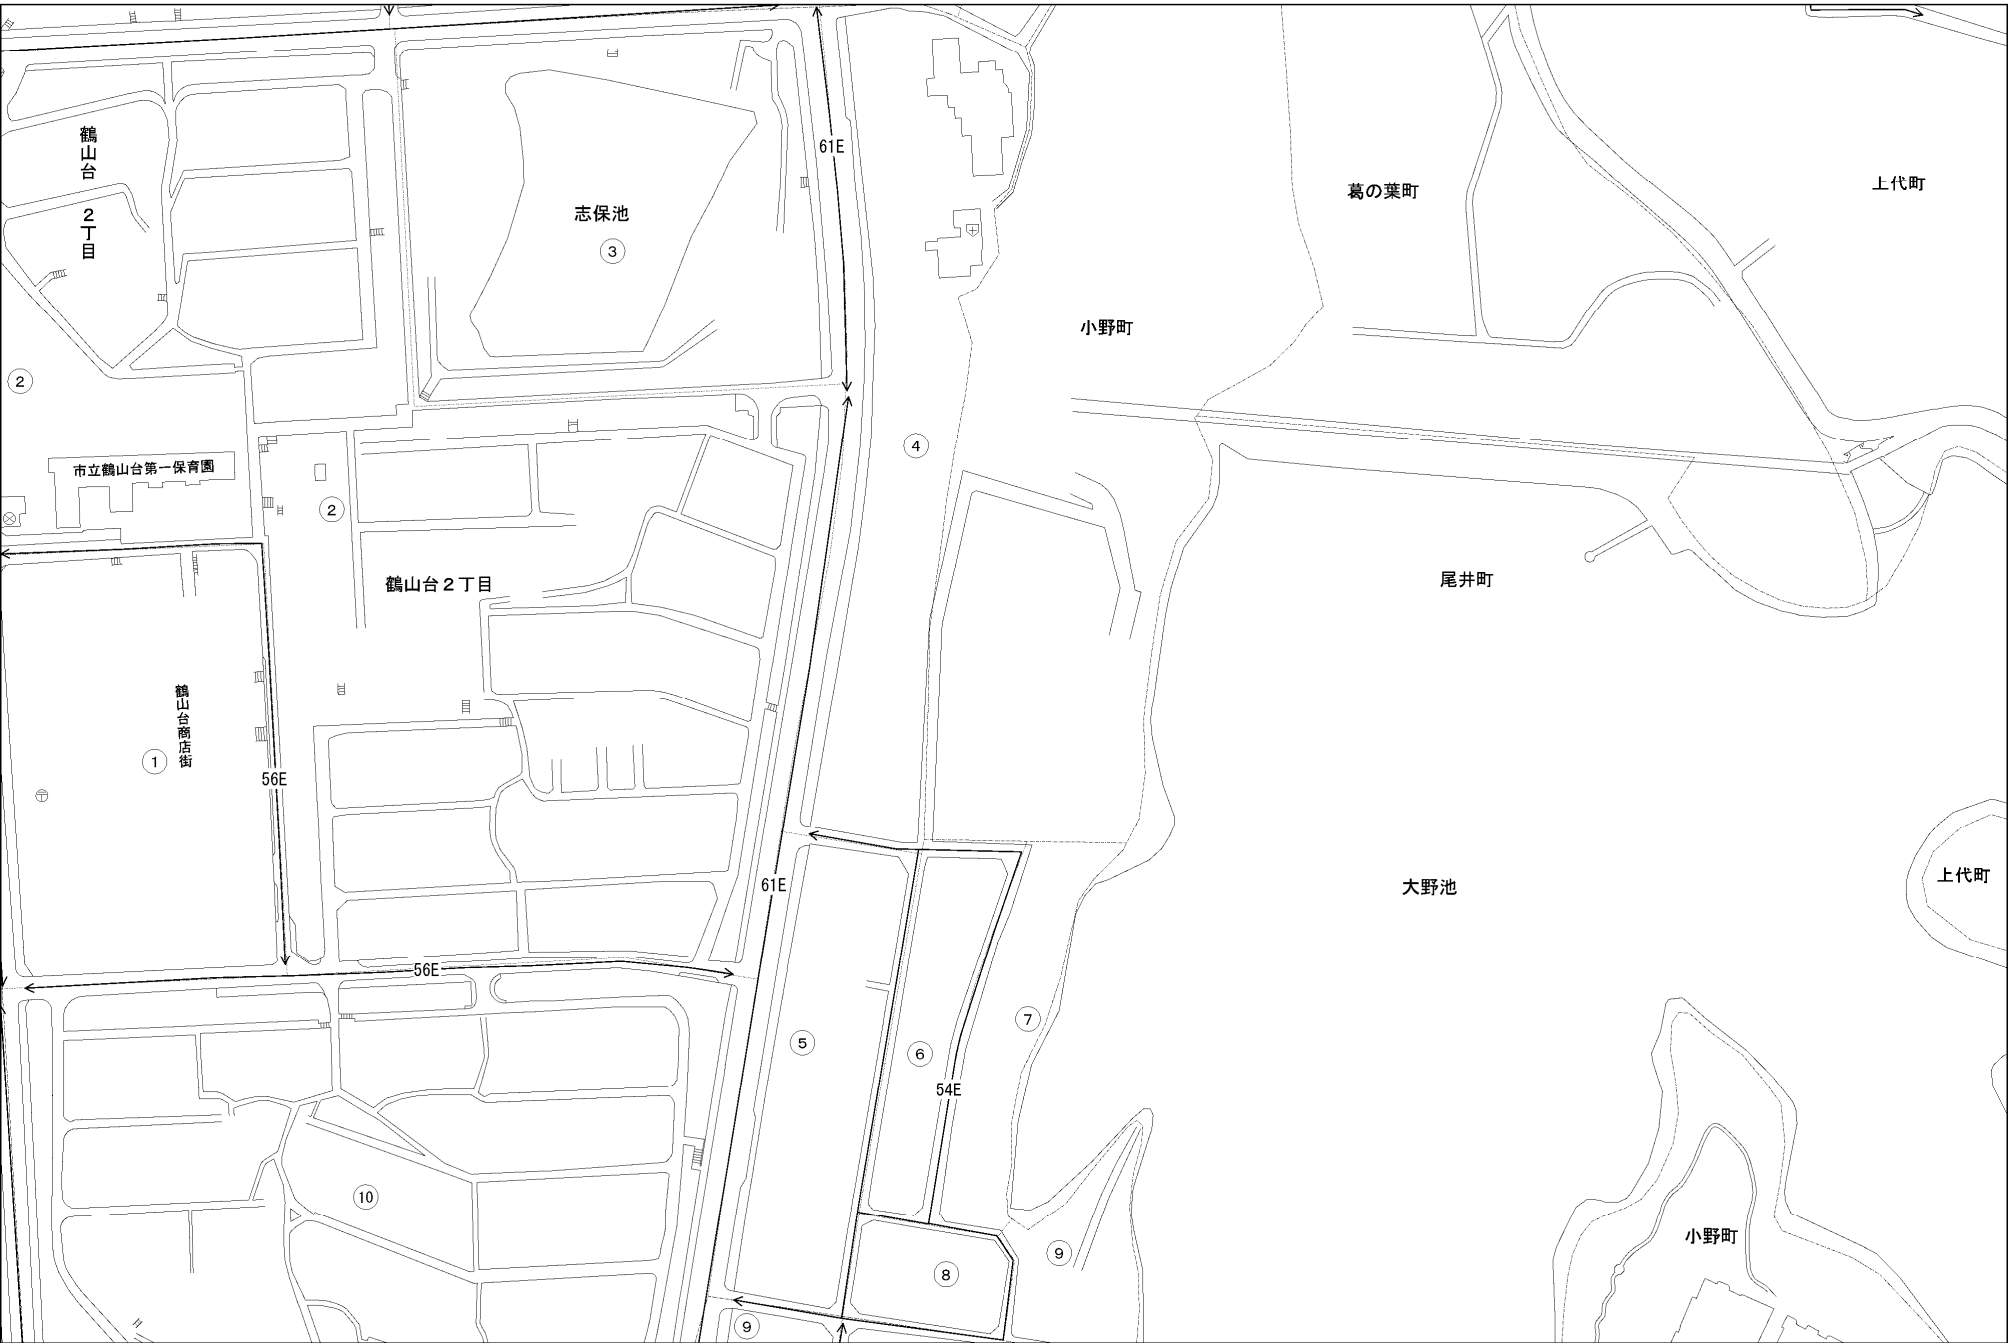 鶴山台 2丁目
61E
志保池
③
葛の葉町
上代町
小野町
②
④
市立鶴山台第一保育園
②
鶴山台2丁目
尾井町
鶴山台商店街
①
56E
61E
大野池
上代町
56E
⑤
⑥
⑦
54E
⑩
⑧
⑨
小野町
⑨